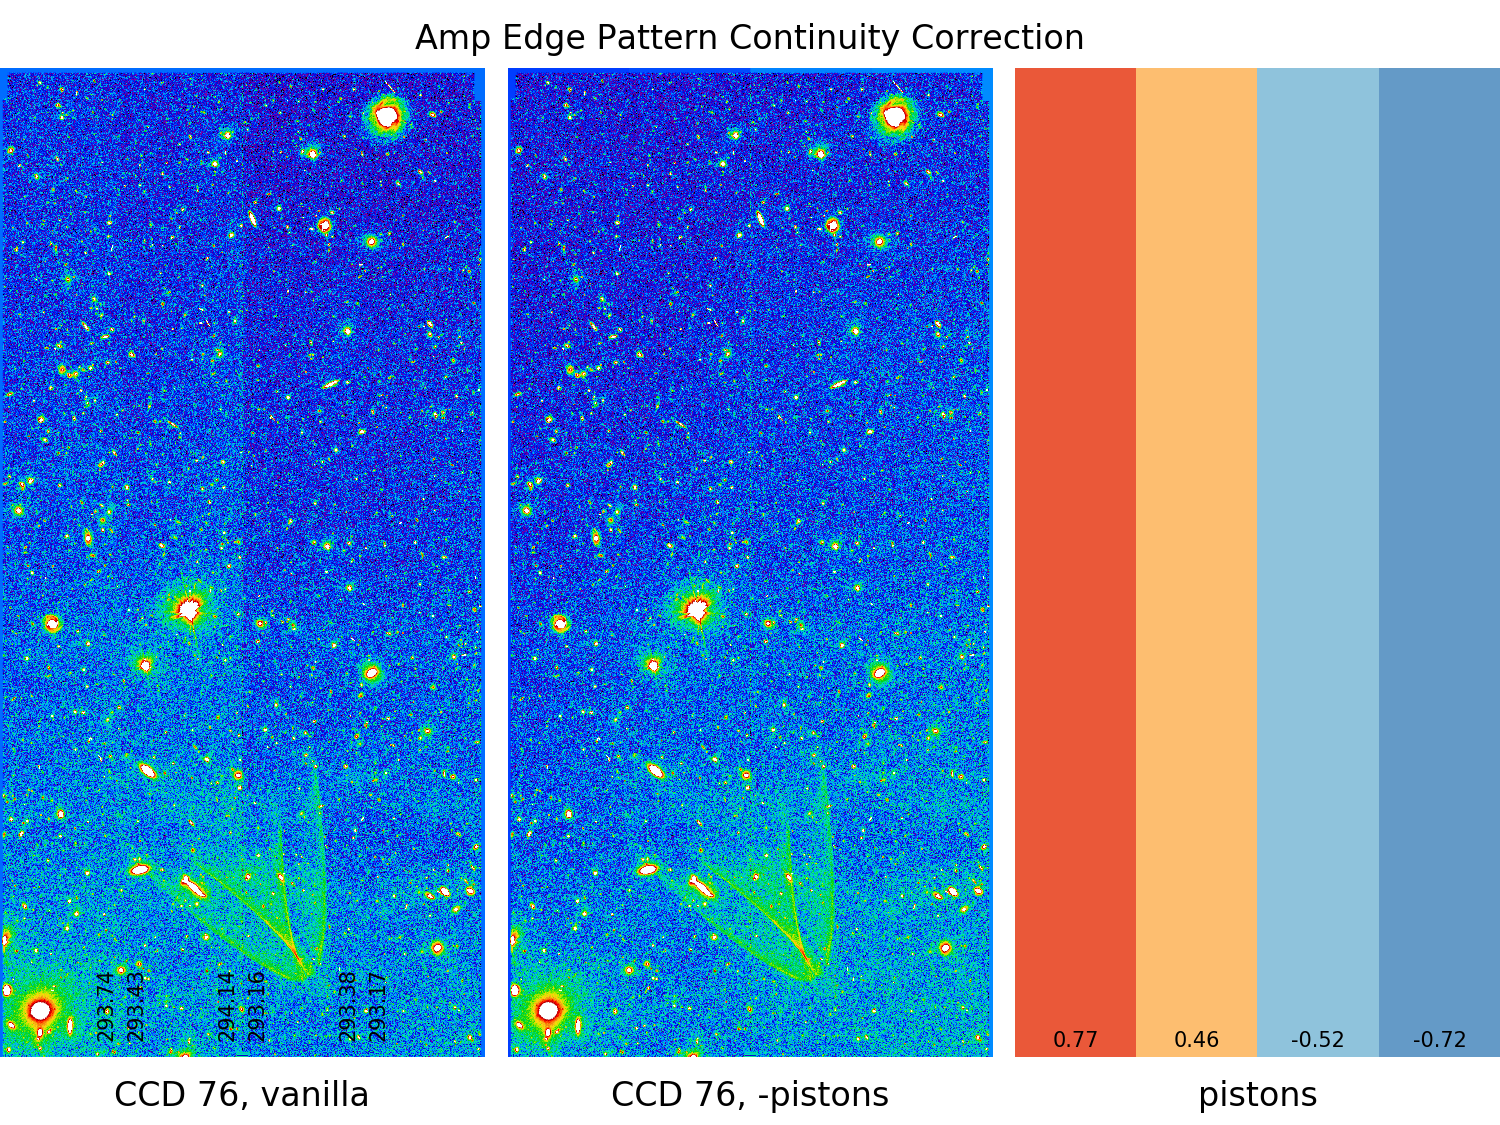 Amp Edge Pattern Continuity Correction
293.74
293.43
294.14
293.16
293.38
293.17
0.77 0.46 -0.52 -0.72
CCD 76, vanilla CCD 76, -pistons pistons